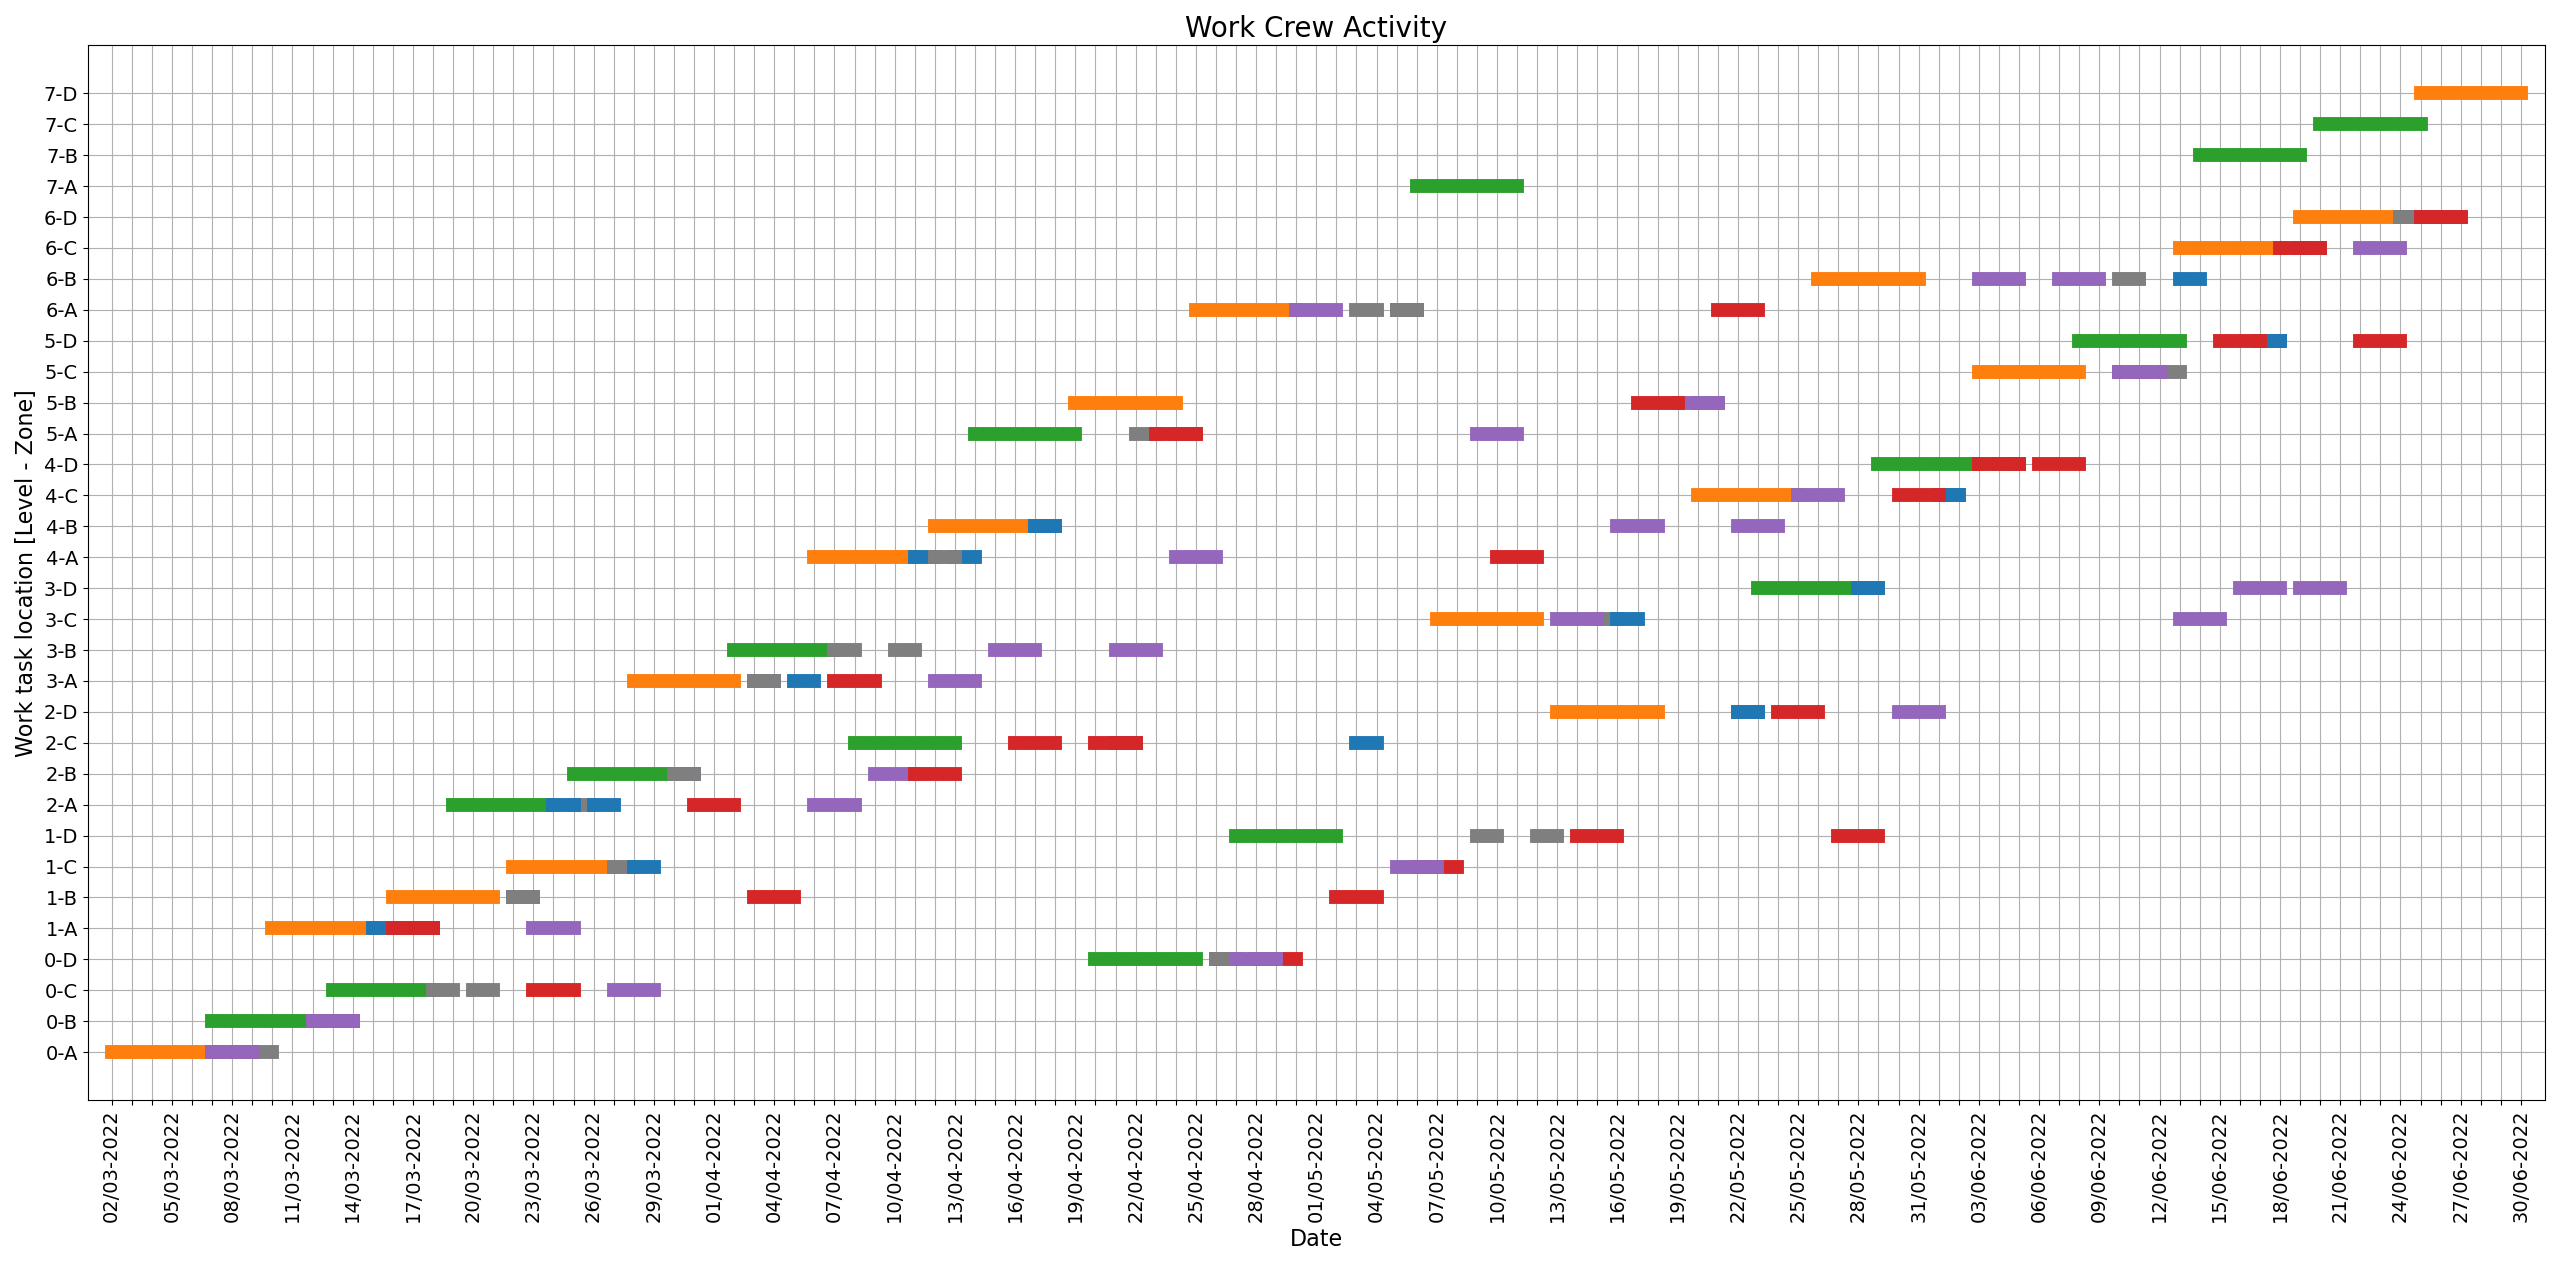 Work Crew Activity
Work task location [Level - Zone]
7-D
7-C
7-B
7-A
6-D
6-C
6-B
6-A
5-D
5-C
5-B
5-A
4-D
4-C
4-B
4-A
3-D
3-C
3-B
3-A
2-D
2-C
2-B
2-A
1-D
1-C
1-B
1-A
0-D
0-C
0-B
0-A
02/03-2022
05/03-2022
08/03-2022
11/03-2022
14/03-2022
17/03-2022
20/03-2022
23/03-2022
26/03-2022
29/03-2022
01/04-2022
04/04-2022
07/04-2022
10/04-2022
13/04-2022
16/04-2022
19/04-2022
22/04-2022
25/04-2022
28/04-2022
01/05-2022
04/05-2022
07/05-2022
10/05-2022
13/05-2022
16/05-2022
19/05-2022
22/05-2022
25/05-2022
28/05-2022
31/05-2022
03/06-2022
06/06-2022
09/06-2022
12/06-2022
15/06-2022
18/06-2022
21/06-2022
24/06-2022
27/06-2022
30/06-2022
Date